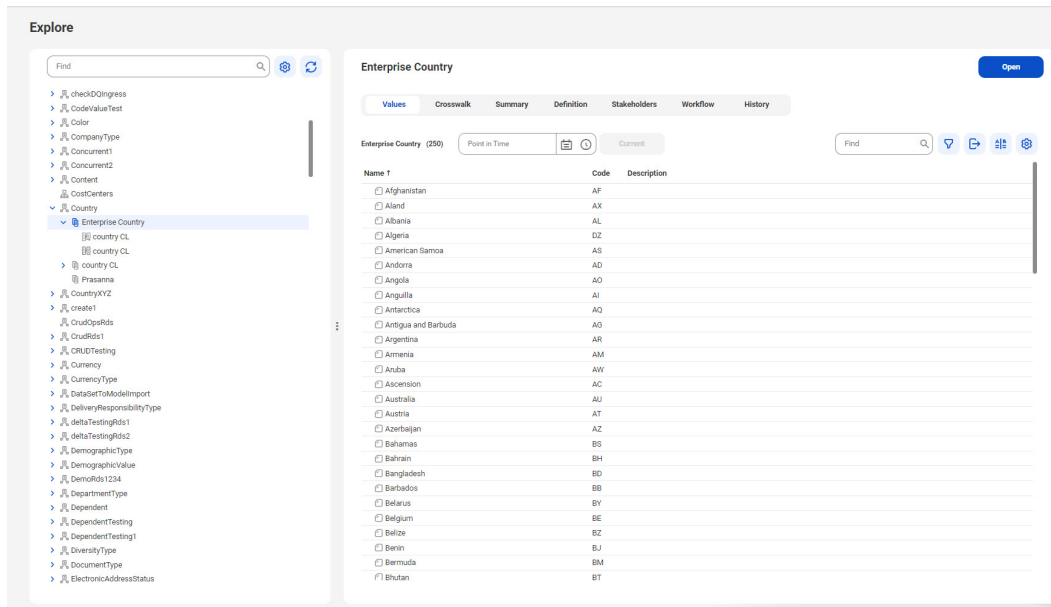 Explore
Find
checkDQIngress
CodeValueTest
Color
CompanyType
Concurrent1
Concurrent2
Content
CostCenters
Country
Enterprise Country
country CL
country CL
country CL
Prasanna
CountryXYZ
create1
CrudOpsRds
CrudRds1
CRUDTesting
Currency
CurrencyType
DataSetToModelImport
DeliveryResponsibilityType
deltaTestingRds1
deltaTestingRds2
DemographicType
DemographicValue
DemoRds1234
DepartmentType
Dependent
DependentTesting
DependentTesting1
DiversityType
DocumentType
ElectronicAddressStatus
Enterprise Country
Open
Values Crosswalk Summary Definition Stakeholders Workflow History
Enterprise Country (250) Point in Time Current Find
Name ↑ Code Description
Afghanistan AF
Aland AX
Albania AL
Algeria DZ
American Samoa AS
Andorra AD
Angola AO
Anguilla AI
Antarctica AQ
Antigua and Barbuda AG
Argentina AR
Armenia AM
Aruba AW
Ascension AC
Australia AU
Austria AT
Azerbaijan AZ
Bahamas BS
Bahrain BH
Bangladesh BD
Barbados BB
Belarus BY
Belgium BE
Belize BZ
Benin BJ
Bermuda BM
Bhutan BT